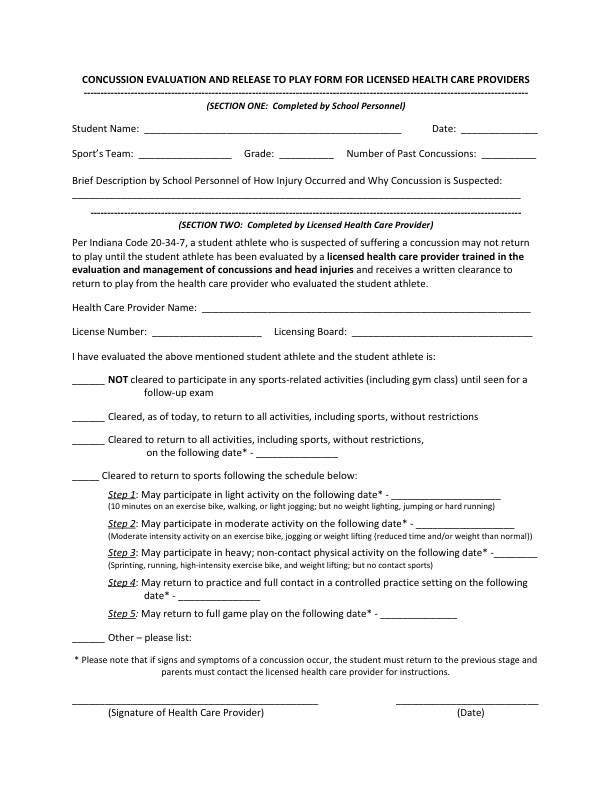 CONCUSSION EVALUATION AND RELEASE TO PLAY FORM FOR LICENSED HEALTH CARE PROVIDERS
(SECTION ONE: Completed by School Personnel)
Student Name: ______________________________________________ Date: ______________
Sport's Team: _________________ Grade: __________ Number of Past Concussions: __________
Brief Description by School Personnel of How Injury Occurred and Why Concussion is Suspected:
(SECTION TWO: Completed by Licensed Health Care Provider)
Per Indiana Code 20-34-7, a student athlete who is suspected of suffering a concussion may not return
to play until the student athlete has been evaluated by a licensed health care provider trained in the
evaluation and management of concussions and head injuries and receives a written clearance to
return to play from the health care provider who evaluated the student athlete.
Health Care Provider Name: ____________________________________________________________
License Number: ____________________ Licensing Board: _________________________________
I have evaluated the above mentioned student athlete and the student athlete is:
______ NOT cleared to participate in any sports-related activities (including gym class) until seen for a
follow-up exam
______ Cleared, as of today, to return to all activities, including sports, without restrictions
______ Cleared to return to all activities, including sports, without restrictions,
on the following date* - _______________
_____ Cleared to return to sports following the schedule below:
Step 1: May participate in light activity on the following date* - ____________________
(10 minutes on an exercise bike, walking, or light jogging; but no weight lighting, jumping or hard running)
Step 2: May participate in moderate activity on the following date* - __________________
(Moderate intensity activity on an exercise bike, jogging or weight lifting {reduced time and/or weight than normal})
Step 3: May participate in heavy; non-contact physical activity on the following date* -________
(Sprinting, running, high-intensity exercise bike, and weight lifting; but no contact sports)
Step 4: May return to practice and full contact in a controlled practice setting on the following
date* - _______________
Step 5: May return to full game play on the following date* - ______________
______ Other – please list:
* Please note that if signs and symptoms of a concussion occur, the student must return to the previous stage and
parents must contact the licensed health care provider for instructions.
(Signature of Health Care Provider) (Date)